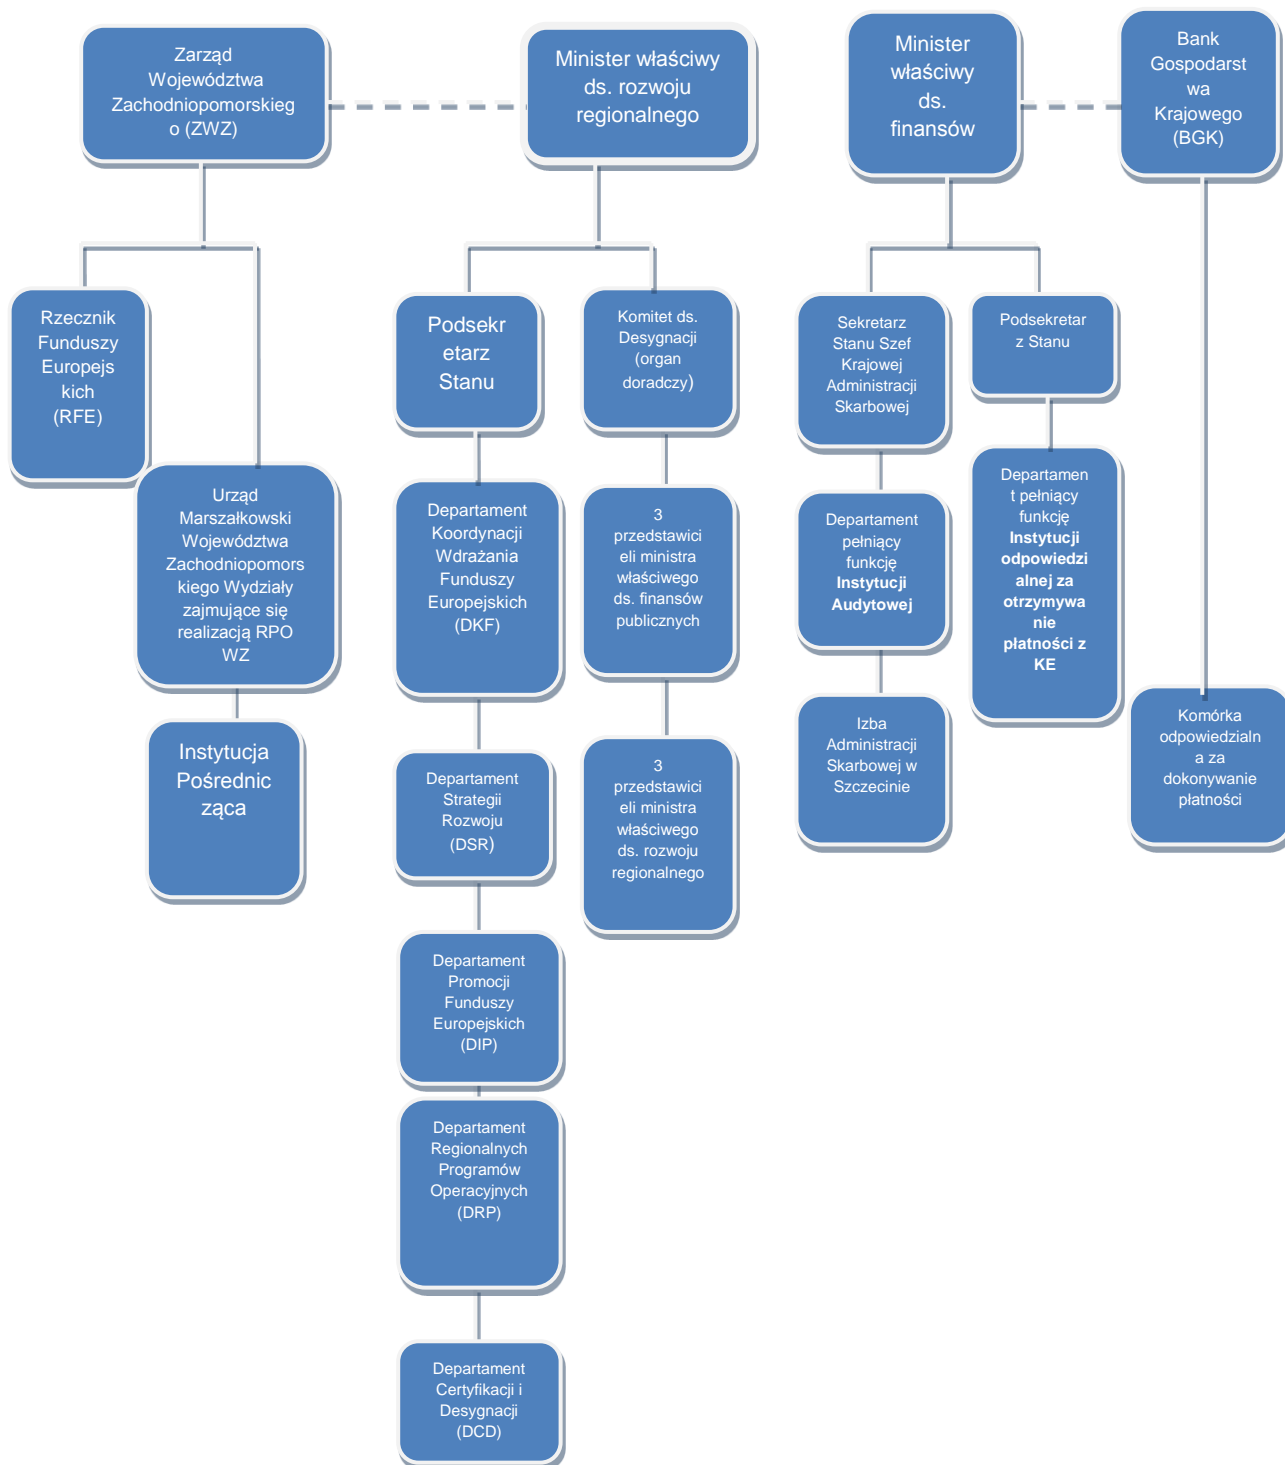 Zarząd
Województwa
Zachodniopomorskieg
o (ZWZ)
Minister właściwy
ds. rozwoju
regionalnego
Minister
właściwy
ds.
finansów
Bank
Gospodarst
wa
Krajowego
(BGK)
Rzecznik
Funduszy
Europejs
kich
(RFE)
Urząd
Marszałkowski
Województwa
Zachodniopomors
kiego Wydziały
zajmujące się
realizacją RPO
WZ
Instytucja
Pośrednic
ząca
Podsekr
etarz
Stanu
Departament
Koordynacji
Wdrażania
Funduszy
Europejskich
(DKF)
Departament
Strategii
Rozwoju
(DSR)
Departament
Promocji
Funduszy
Europejskich
(DIP)
Departament
Regionalnych
Programów
Operacyjnych
(DRP)
Departament
Certyfikacji i
Desygnacji
(DCD)
Komitet ds.
Desygnacji
(organ
doradczy)
3
przedstawici
eli ministra
właściwego
ds. finansów
publicznych
3
przedstawici
eli ministra
właściwego
ds. rozwoju
regionalnego
Sekretarz
Stanu Szef
Krajowej
Administracji
Skarbowej
Departament
pełniący
funkcję
Instytucji
Audytowej
Izba
Administracji
Skarbowej w
Szczecinie
Podsekretar
z Stanu
Departamen
t pełniący
funkcję
Instytucji
odpowiedzi
alnej za
otrzymywa
nie
płatności z
KE
Komórka
odpowiedzialn
a za
dokonywanie
płatności